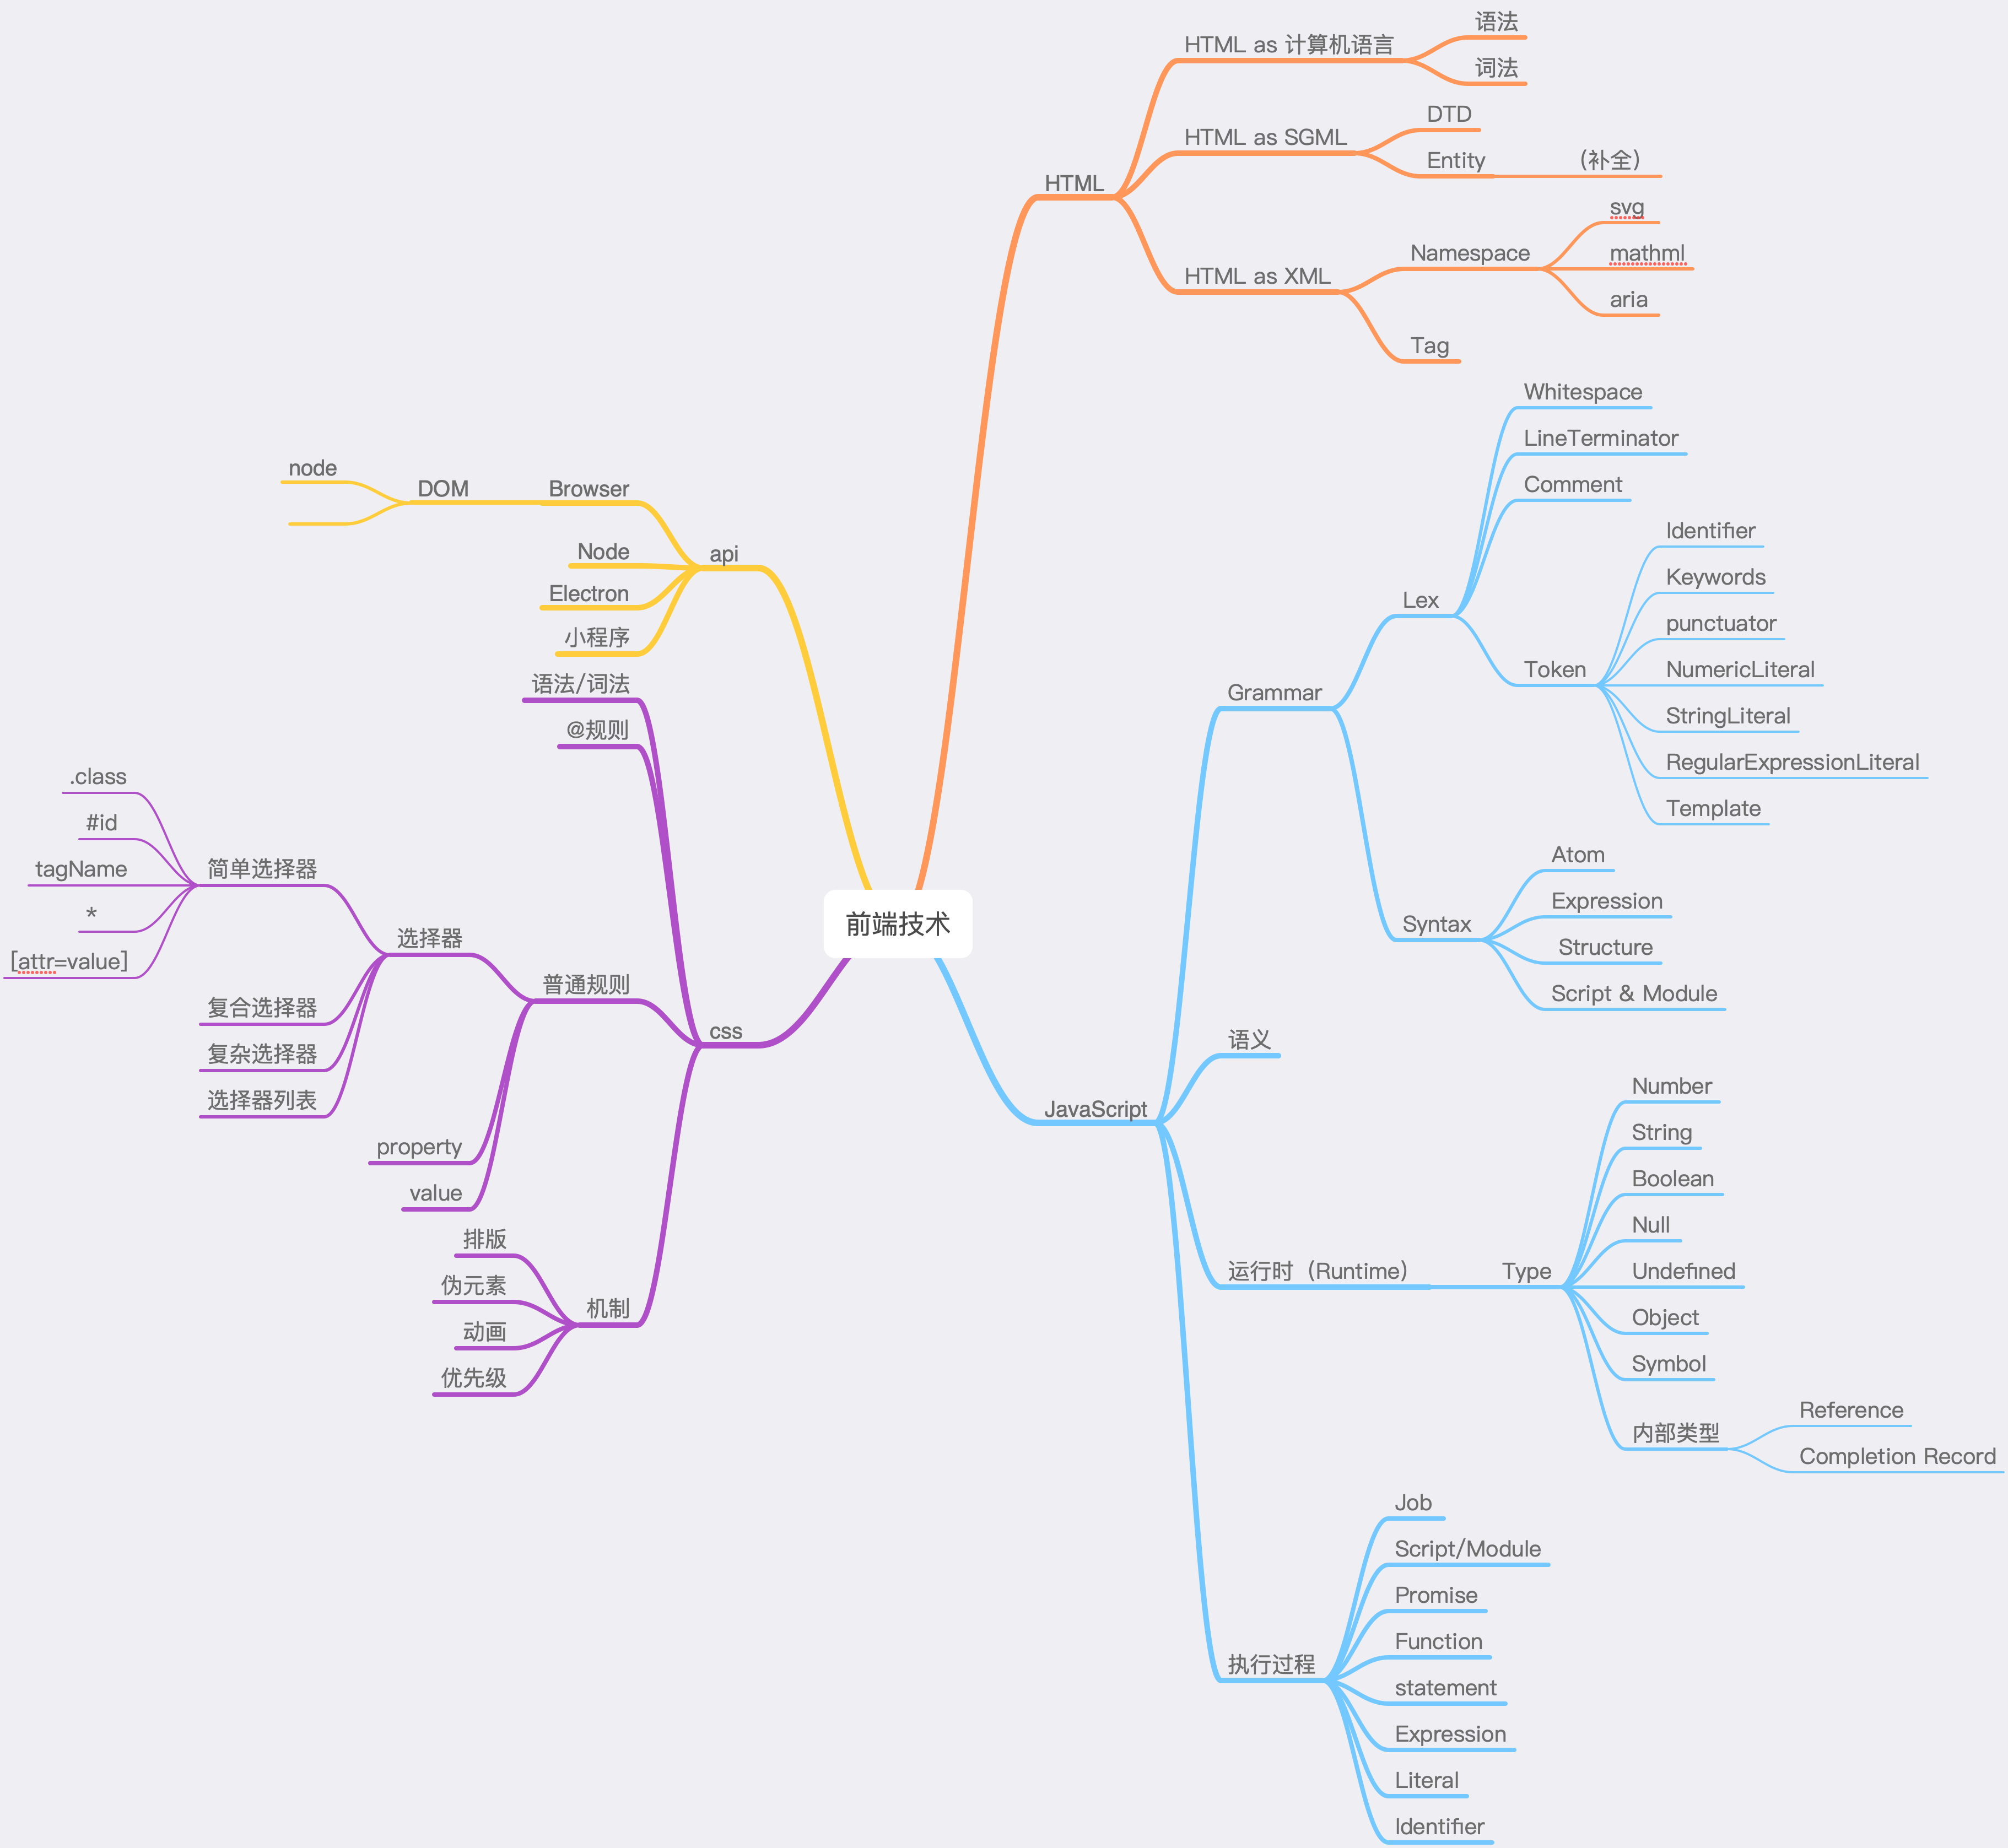 前端技术
HTML
HTML as 计算机语言
语法
词法
HTML as SGML
DTD
Entity
（补全）
HTML as XML
Namespace
svg
mathml
aria
Tag
JavaScript
Grammar
Lex
Whitespace
LineTerminator
Comment
Token
Identifier
Keywords
punctuator
NumericLiteral
StringLiteral
RegularExpressionLiteral
Template
Syntax
Atom
Expression
Structure
Script & Module
语义
运行时（Runtime）
Type
Number
String
Boolean
Null
Undefined
Object
Symbol
内部类型
Reference
Completion Record
执行过程
Job
Script/Module
Promise
Function
statement
Expression
Literal
Identifier
api
Browser
DOM
node
Node
Electron
小程序
css
语法/词法
@规则
普通规则
选择器
简单选择器
.class
#id
tagName
*
[attr=value]
复合选择器
复杂选择器
选择器列表
property
value
机制
排版
伪元素
动画
优先级